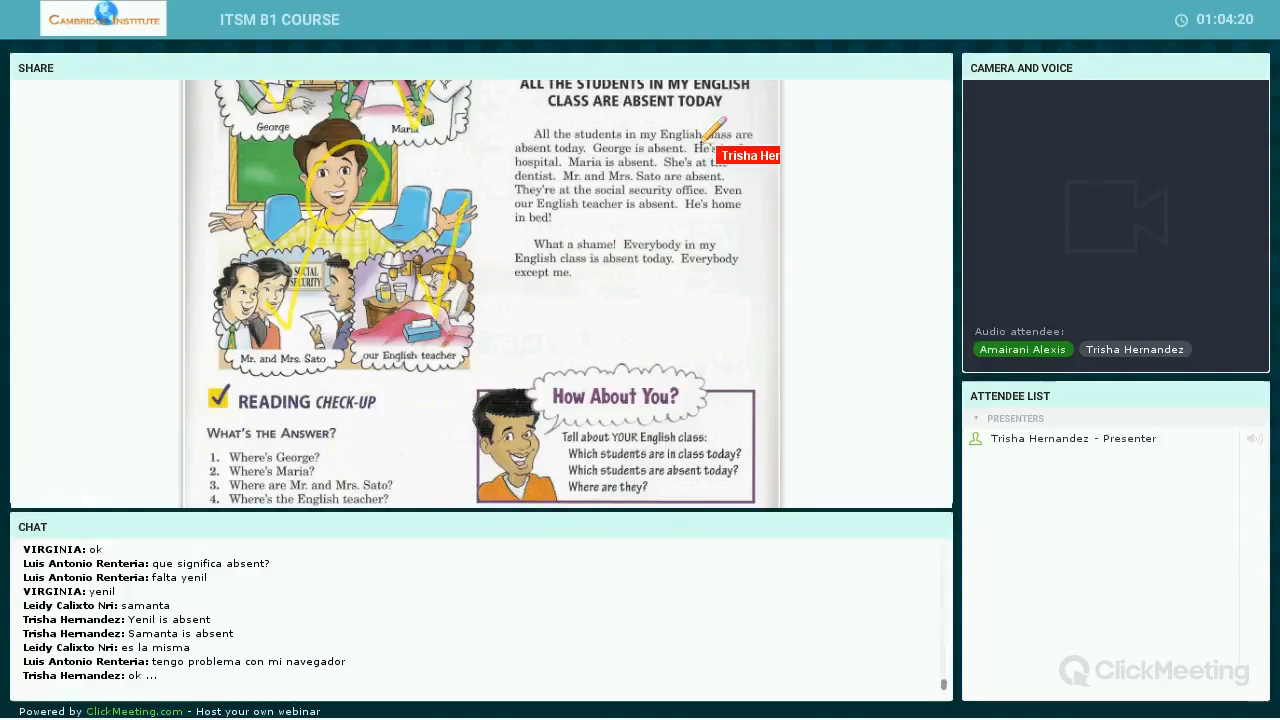 CAMBRIDGE INSTITUTE
ITSM B1 COURSE
01:04:20
SHARE
George
Maria
SOCIAL
SECURITY
Mr. and Mrs. Sato
our English teacher
ALL THE STUDENTS IN MY ENGLISH
CLASS ARE ABSENT TODAY
All the students in my English class are
absent today. George is absent. He's
Trisha Her
hospital. Maria is absent. She's at the
dentist. Mr. and Mrs. Sato are absent.
They're at the social security office. Even
our English teacher is absent. He's home
in bed!
What a shame! Everybody in my
English class is absent today. Everybody
except me.
READING CHECK-UP
WHAT'S THE ANSWER?
1. Where's George?
2. Where's Maria?
3. Where are Mr. and Mrs. Sato?
4. Where's the English teacher?
How About You?
Tell about YOUR English class:
Which students are in class today?
Which students are absent today?
Where are they?
CAMERA AND VOICE
Audio attendee:
Amairani Alexis
Trisha Hernandez
ATTENDEE LIST
PRESENTERS
Trisha Hernandez - Presenter
ClickMeeting
CHAT
VIRGINIA: ok
Luis Antonio Renteria: que significa absent?
Luis Antonio Renteria: falta yenil
VIRGINIA: yenil
Leidy Calixto Nri: samanta
Trisha Hernandez: Yenil is absent
Trisha Hernandez: Samanta is absent
Leidy Calixto Nri: es la misma
Luis Antonio Renteria: tengo problema con mi navegador
Trisha Hernandez: ok ...
Powered by ClickMeeting.com - Host your own webinar